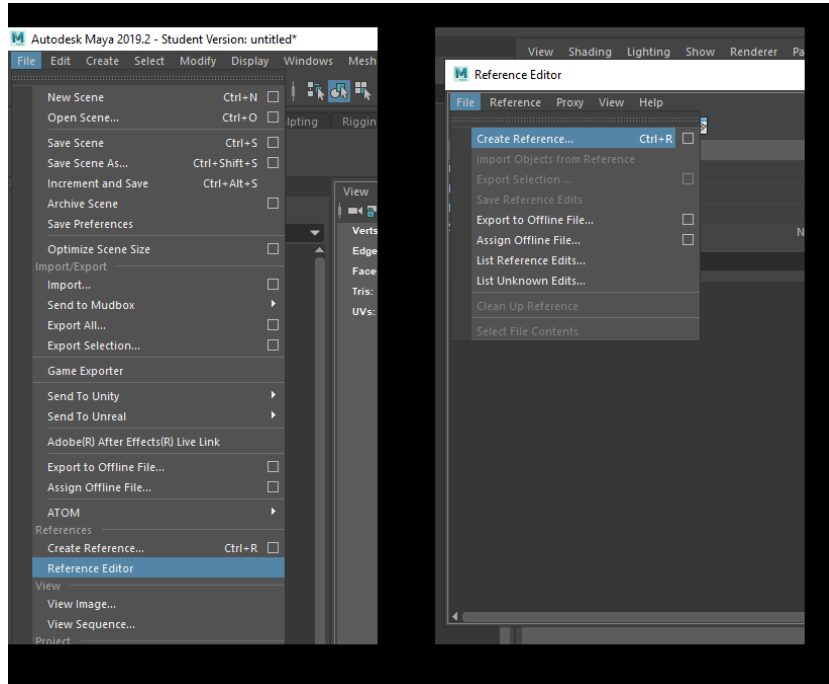 Autodesk Maya 2019.2 - Student Version: untitled*
File Edit Create Select Modify Display Windows Mesh
New Scene Ctrl+N
Open Scene... Ctrl+O
Save Scene Ctrl+S
Save Scene As... Ctrl+Shift+S
Increment and Save Ctrl+Alt+S
Archive Scene
Save Preferences
Optimize Scene Size
Import/Export
Import...
Send to Mudbox
Export All...
Export Selection...
Game Exporter
Send To Unity
Send To Unreal
Adobe(R) After Effects(R) Live Link
Export to Offline File...
Assign Offline File...
ATOM
References
Create Reference... Ctrl+R
Reference Editor
View
View Image...
View Sequence...
Project
lpting Riggin
View
Verts
Edge
Face
Tris:
UVs:
View Shading Lighting Show Renderer Pa
Reference Editor
File Reference Proxy View Help
Create Reference... Ctrl+R
Import Objects from Reference
Export Selection ...
Save Reference Edits
Export to Offline File...
Assign Offline File...
List Reference Edits...
List Unknown Edits...
Clean Up Reference
Select File Contents
N